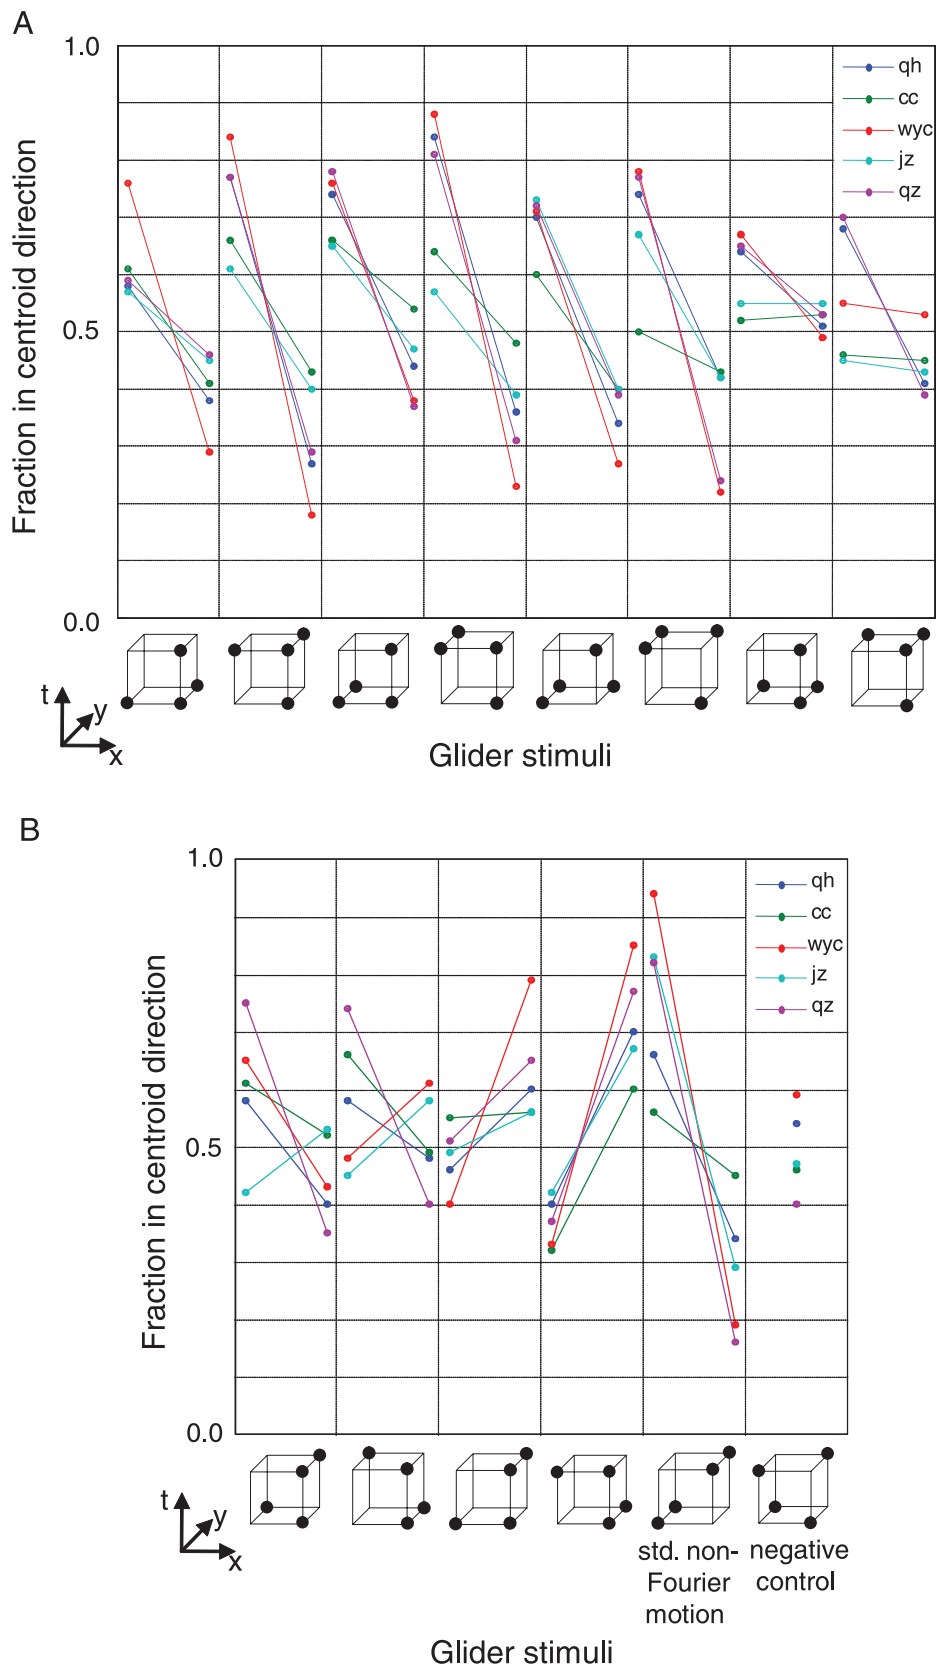 A
1.0
qh
cc
wyc
jz
qz
Fraction in centroid direction
0.5
0.0
t
y
x
Glider stimuli
B
1.0
qh
cc
wyc
jz
qz
Fraction in centroid direction
0.5
0.0
t
y
x
std. non- negative
Fourier control
motion
Glider stimuli